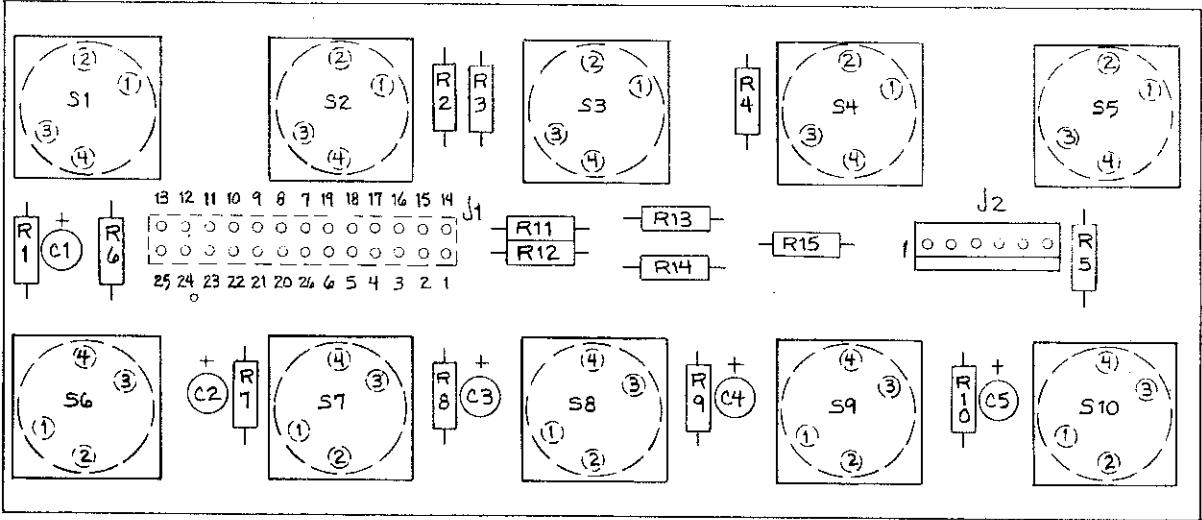 2 2 R R 2 R 2 2
1 1 2 3 1 4 1 1
S1 S2 S3 S4 S5
3 3 3 3 3
4 4 4 4 4
13 12 11 10 9 8 7 19 18 17 16 15 14 J1
R1 + C1 R6 R11 R13 R15 J2 R5
R12 R14 1
25 24 23 22 21 20 26 6 5 4 3 2 1
4 + R7 4 R8 + 4 R9 + 4 R10 + 4
3 3 3 3 3
S6 C2 S7 C3 S8 C4 S9 C5 S10
1 1 1 1 1
2 2 2 2 2